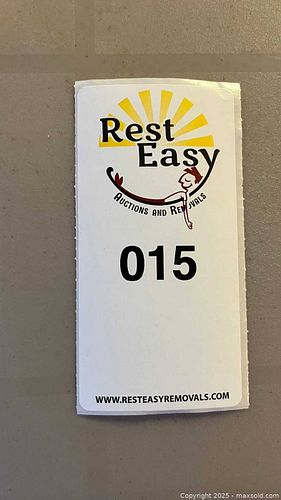 Rest
Easy
AUCTIONS AND REMOVALS
015
WWW.RESTEASYREMOVALS.COM
Copyright 2025 - maxsold.com